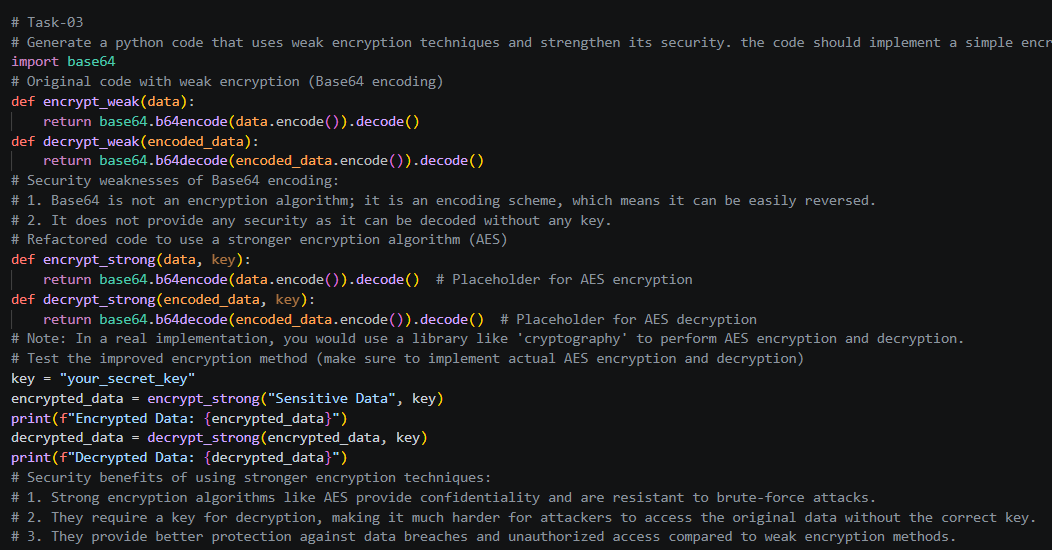 # Task-03
# Generate a python code that uses weak encryption techniques and strengthen its security. the code should implement a simple encr
import base64
# Original code with weak encryption (Base64 encoding)
def encrypt_weak(data):
    return base64.b64encode(data.encode()).decode()
def decrypt_weak(encoded_data):
    return base64.b64decode(encoded_data.encode()).decode()
# Security weaknesses of Base64 encoding:
# 1. Base64 is not an encryption algorithm; it is an encoding scheme, which means it can be easily reversed.
# 2. It does not provide any security as it can be decoded without any key.
# Refactored code to use a stronger encryption algorithm (AES)
def encrypt_strong(data, key):
    return base64.b64encode(data.encode()).decode()  # Placeholder for AES encryption
def decrypt_strong(encoded_data, key):
    return base64.b64decode(encoded_data.encode()).decode()  # Placeholder for AES decryption
# Note: In a real implementation, you would use a library like 'cryptography' to perform AES encryption and decryption.
# Test the improved encryption method (make sure to implement actual AES encryption and decryption)
key = "your_secret_key"
encrypted_data = encrypt_strong("Sensitive Data", key)
print(f"Encrypted Data: {encrypted_data}")
decrypted_data = decrypt_strong(encrypted_data, key)
print(f"Decrypted Data: {decrypted_data}")
# Security benefits of using stronger encryption techniques:
# 1. Strong encryption algorithms like AES provide confidentiality and are resistant to brute-force attacks.
# 2. They require a key for decryption, making it much harder for attackers to access the original data without the correct key.
# 3. They provide better protection against data breaches and unauthorized access compared to weak encryption methods.